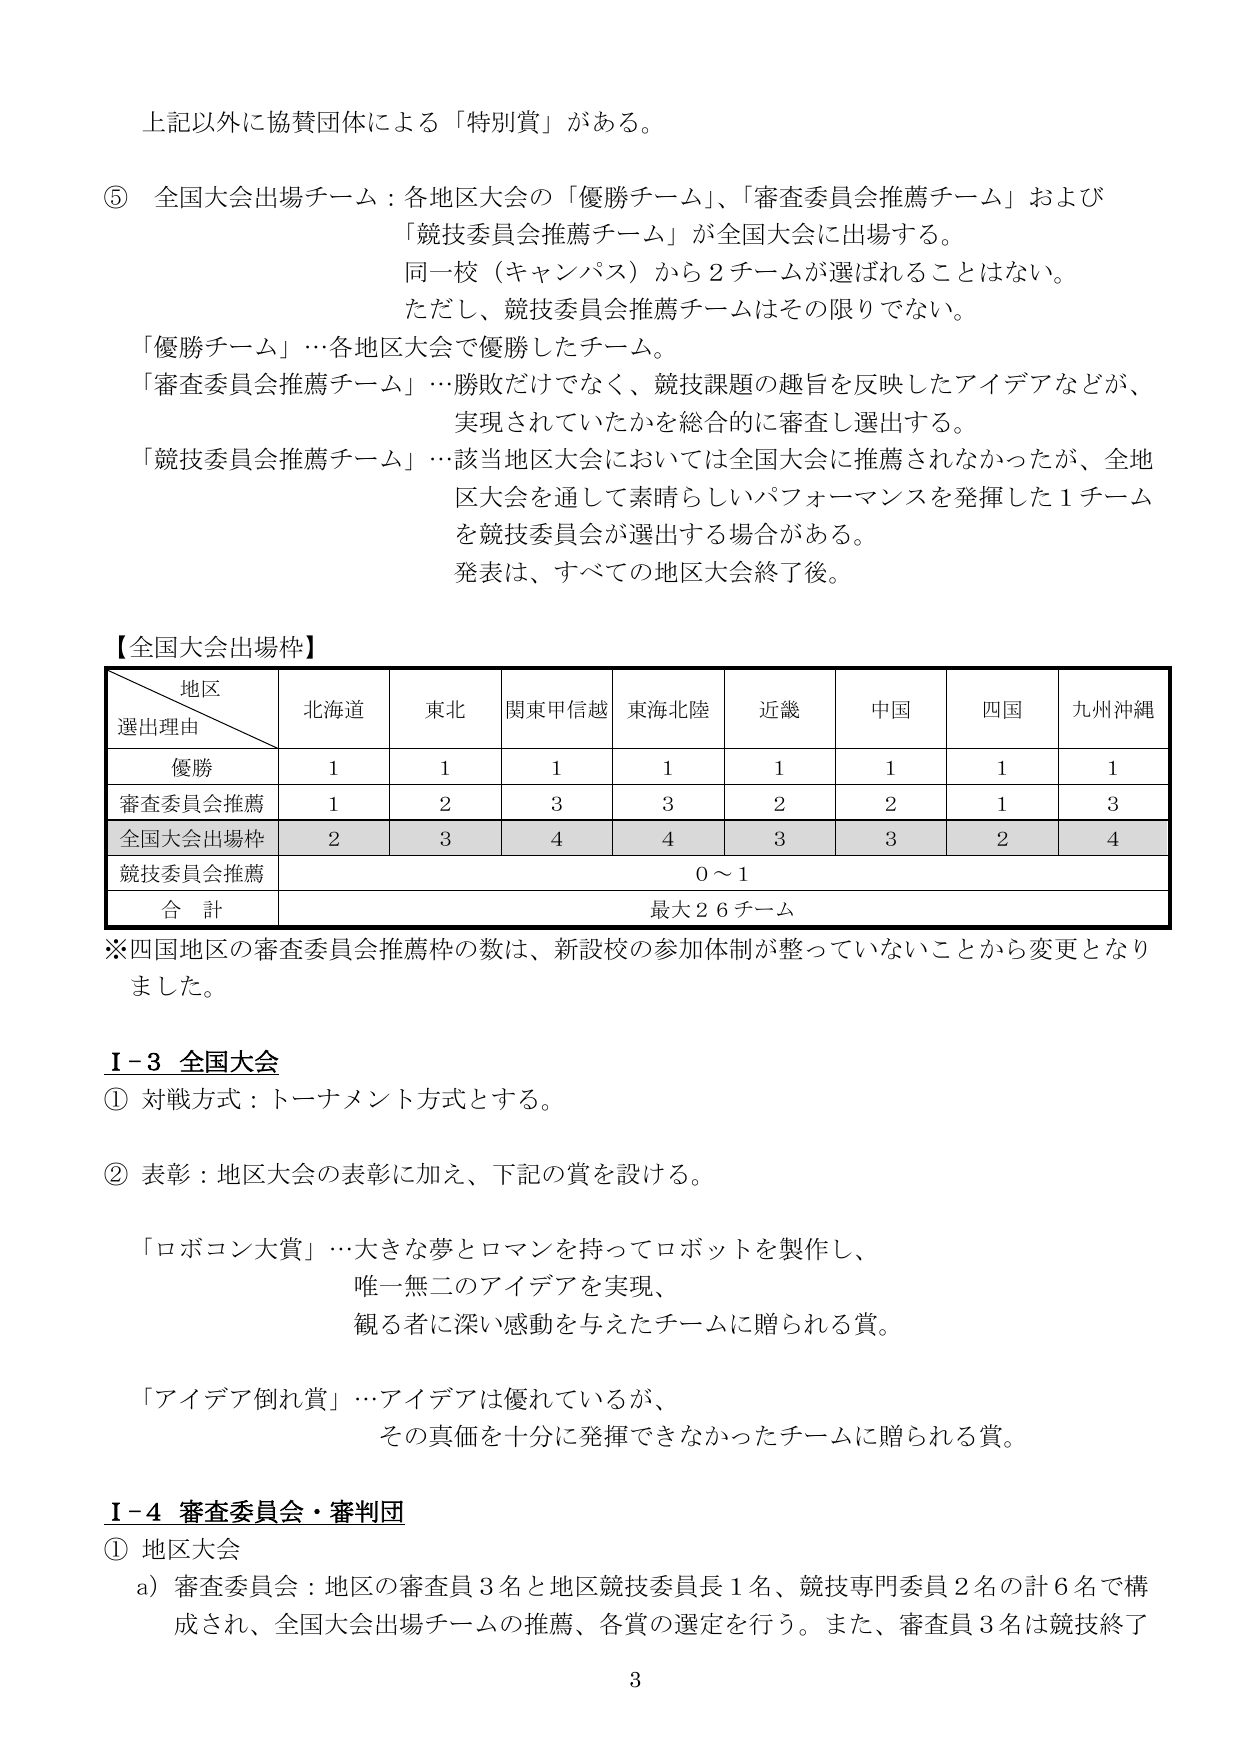 上記以外に協賛団体による「特別賞」がある。
⑤　全国大会出場チーム：各地区大会の「優勝チーム」、「審査委員会推薦チーム」および
「競技委員会推薦チーム」が全国大会に出場する。
同一校（キャンパス）から２チームが選ばれることはない。
ただし、競技委員会推薦チームはその限りでない。
「優勝チーム」…各地区大会で優勝したチーム。
「審査委員会推薦チーム」…勝敗だけでなく、競技課題の趣旨を反映したアイデアなどが、
実現されていたかを総合的に審査し選出する。
「競技委員会推薦チーム」…該当地区大会においては全国大会に推薦されなかったが、全地
区大会を通して素晴らしいパフォーマンスを発揮した１チーム
を競技委員会が選出する場合がある。
発表は、すべての地区大会終了後。
【全国大会出場枠】
地区
選出理由 北海道 東北 関東甲信越 東海北陸 近畿 中国 四国 九州沖縄
優勝 1 1 1 1 1 1 1 1
審査委員会推薦 1 2 3 3 2 2 1 3
全国大会出場枠 2 3 4 4 3 3 2 4
競技委員会推薦 ０～１
合　計 最大２６チーム
※四国地区の審査委員会推薦枠の数は、新設校の参加体制が整っていないことから変更となり
ました。
Ⅰ−３ 全国大会
① 対戦方式：トーナメント方式とする。
② 表彰：地区大会の表彰に加え、下記の賞を設ける。
「ロボコン大賞」…大きな夢とロマンを持ってロボットを製作し、
唯一無二のアイデアを実現、
観る者に深い感動を与えたチームに贈られる賞。
「アイデア倒れ賞」…アイデアは優れているが、
その真価を十分に発揮できなかったチームに贈られる賞。
Ⅰ−４ 審査委員会・審判団
① 地区大会
a）審査委員会：地区の審査員３名と地区競技委員長１名、競技専門委員２名の計６名で構
成され、全国大会出場チームの推薦、各賞の選定を行う。また、審査員３名は競技終了
3